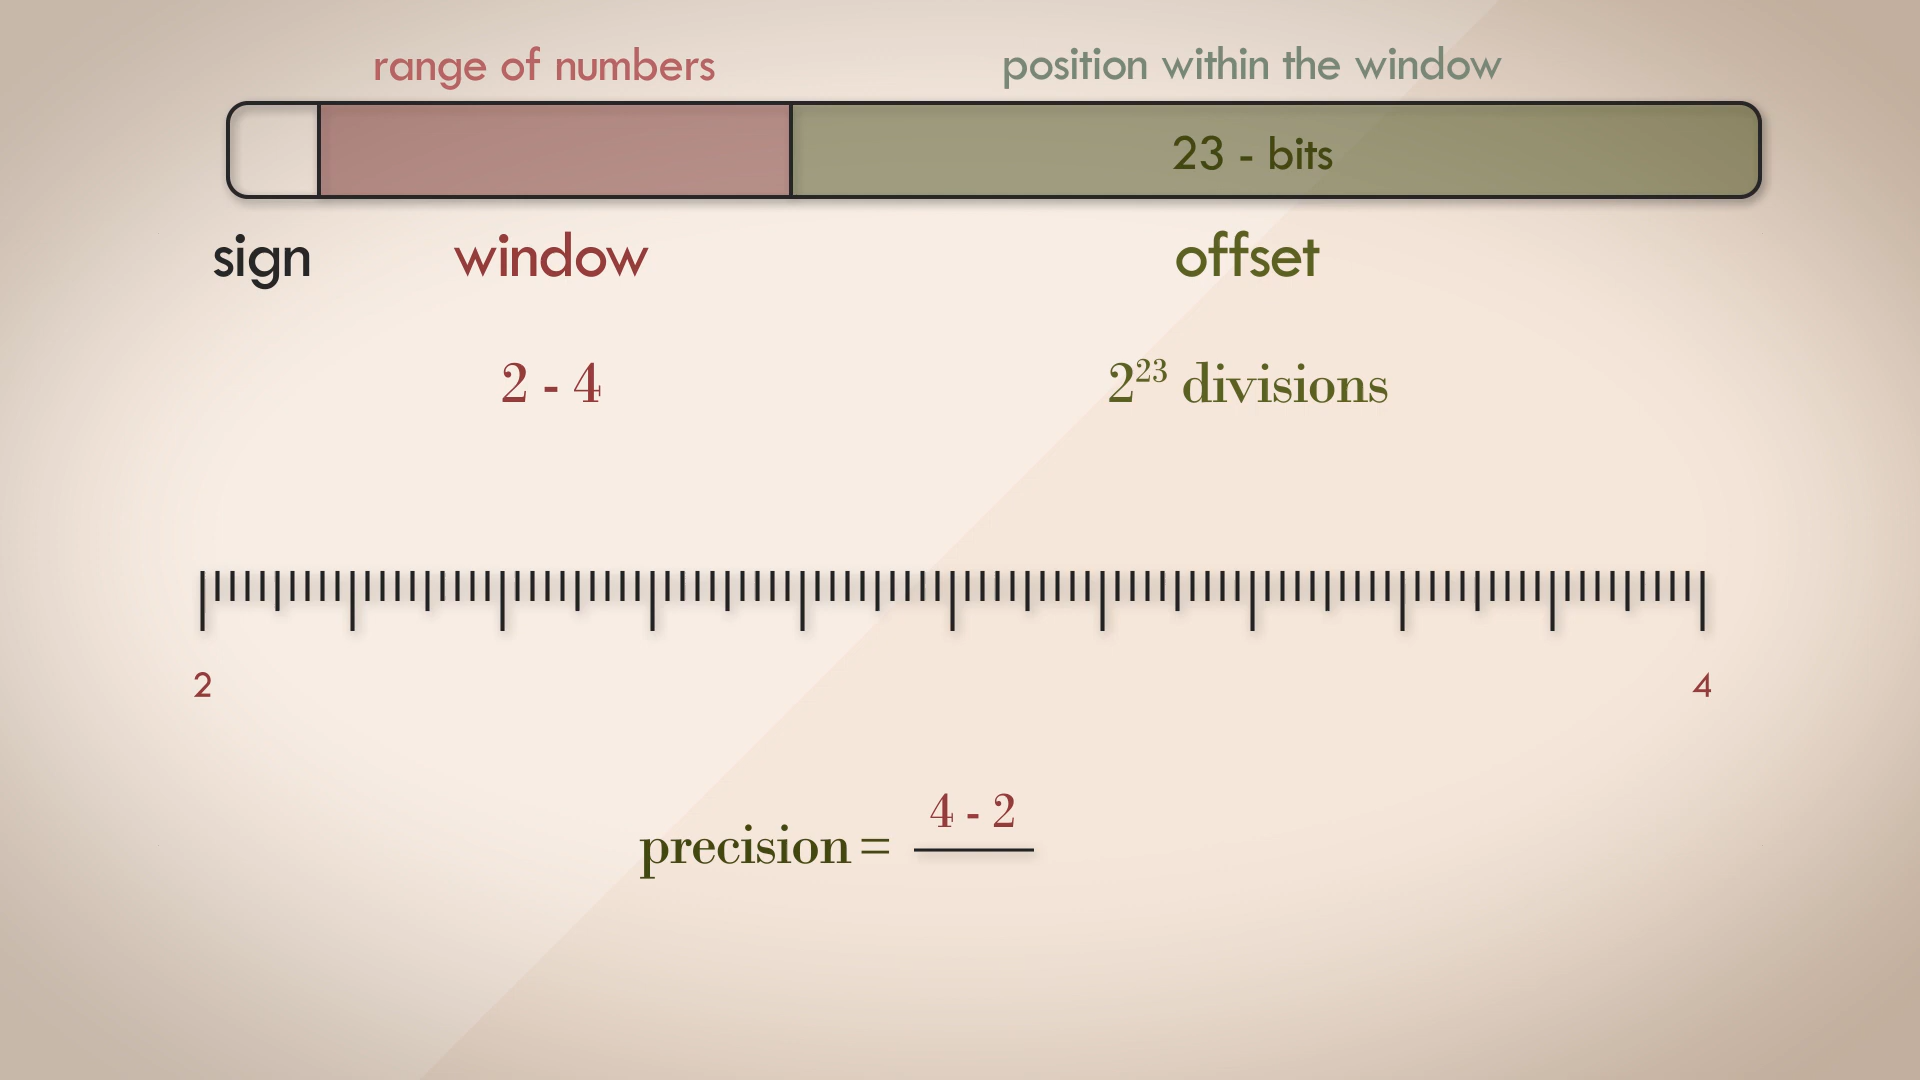 range of numbers
position within the window
23 - bits
sign
window
offset
2 - 4
2²³ divisions
2
4
4 - 2
precision =